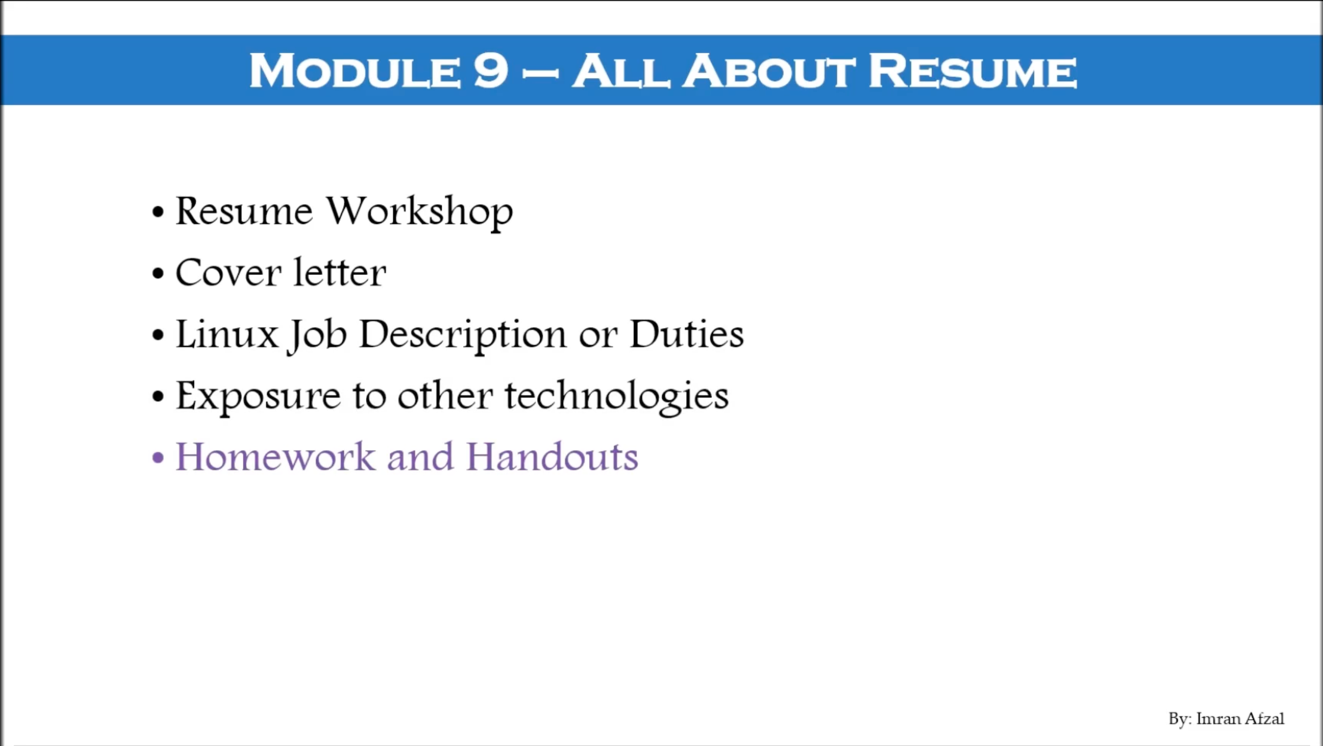 Module 9 – All About Resume
• Resume Workshop
• Cover letter
• Linux Job Description or Duties
• Exposure to other technologies
• Homework and Handouts
By: Imran Afzal